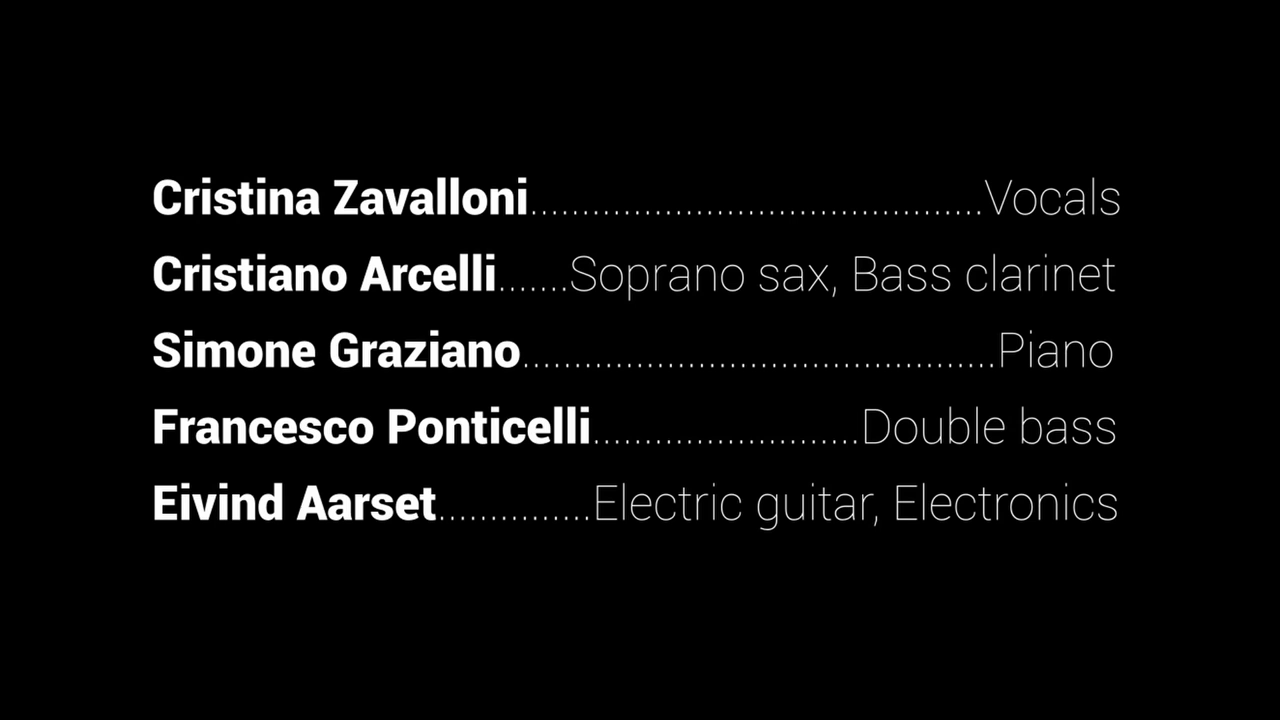 Cristina Zavalloni............................................Vocals
Cristiano Arcelli.......Soprano sax, Bass clarinet
Simone Graziano..............................................Piano
Francesco Ponticelli..........................Double bass
Eivind Aarset...............Electric guitar, Electronics